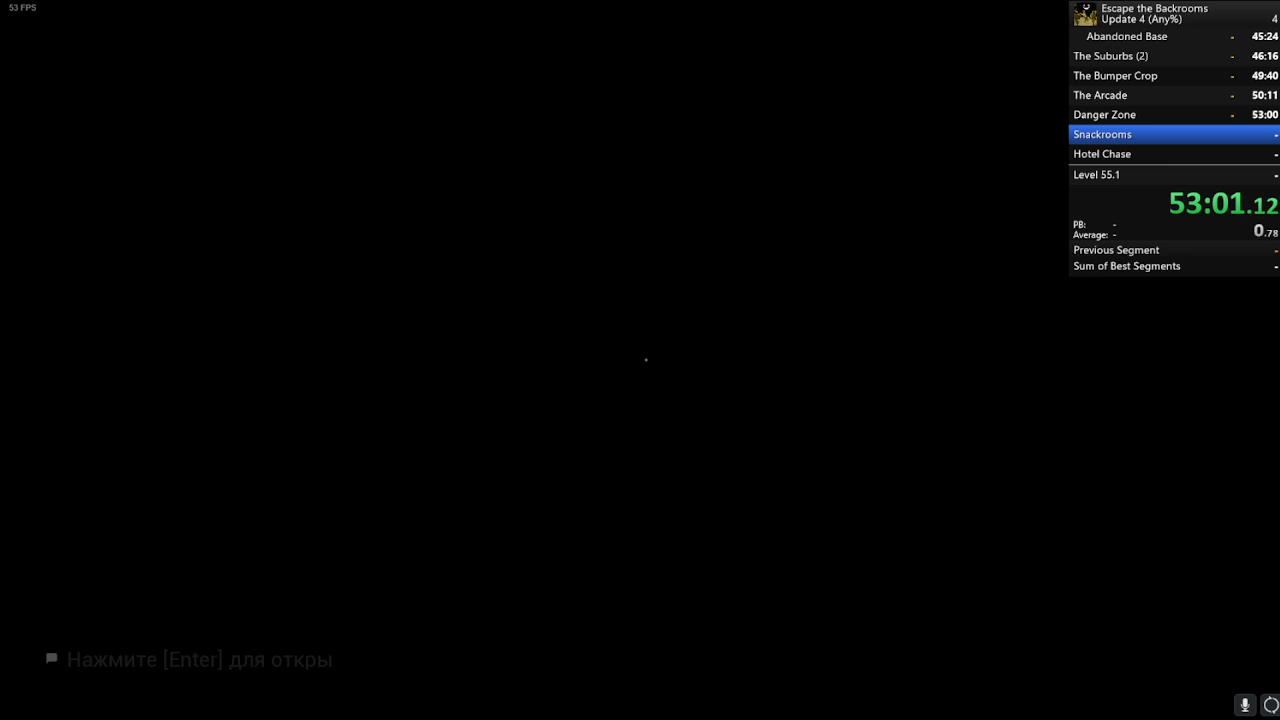 53 FPS
Escape the Backrooms
Update 4 (Any%) 4
Abandoned Base - 45:24
The Suburbs (2) - 46:16
The Bumper Crop - 49:40
The Arcade - 50:11
Danger Zone - 53:00
Snackrooms -
Hotel Chase -
Level 55.1 -
53:01.12
PB: -
Average: - 0.78
Previous Segment -
Sum of Best Segments -
Нажмите [Enter] для откры